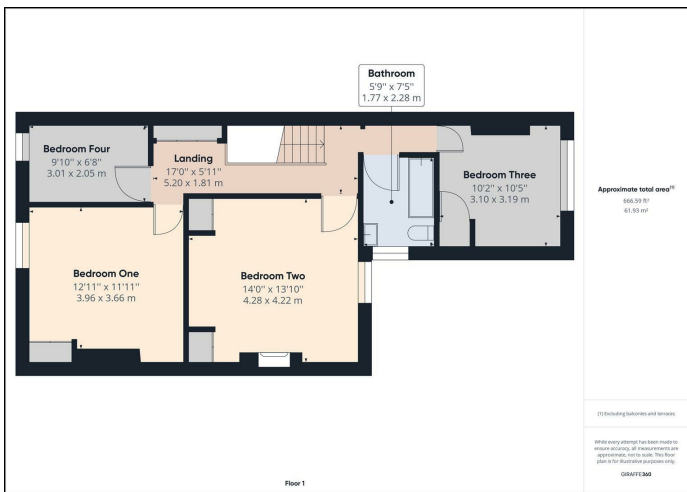 Bathroom
5'9" x 7'5"
1.77 x 2.28 m
Bedroom Four
9'10" x 6'8"
3.01 x 2.05 m
Landing
17'0" x 5'11"
5.20 x 1.81 m
Bedroom Three
10'2" x 10'5"
3.10 x 3.19 m
Bedroom One
12'11" x 11'11"
3.96 x 3.66 m
Bedroom Two
14'0" x 13'10"
4.28 x 4.22 m
Floor 1
Approximate total area(1)
666.59 ft²
61.93 m²
(1) Excluding balconies and terraces
While every attempt has been made to
ensure accuracy, all measurements are
approximate, not to scale. This floor
plan is for illustrative purposes only.
GIRAFFE360